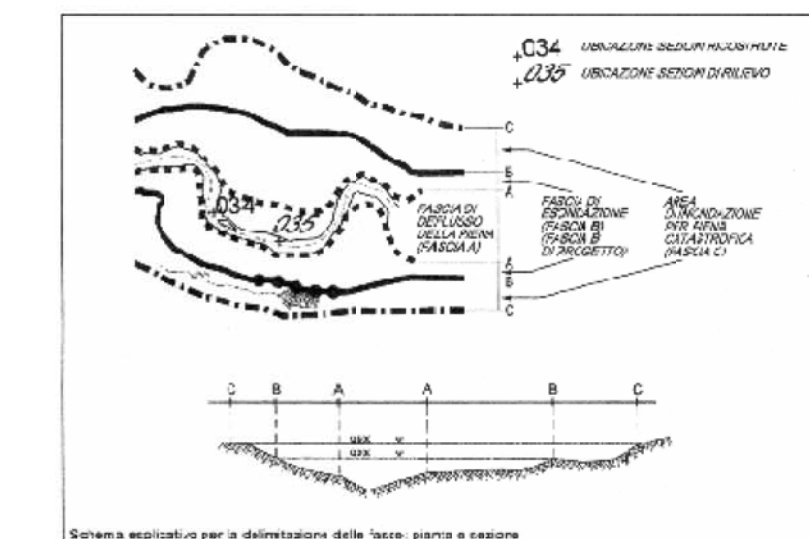 +034 UBICAZIONE SEZIONI RICOSTRUITE
+035 UBICAZIONE SEZIONI DI RILIEVO
C
B
A
034
035
FASCIA DI
DEFLUSSO
DELLA PIENA
(FASCIA A)
FASCIA DI
ESONDAZIONE
(FASCIA B)
(FASCIA B
DI PROGETTO)
AREA
DI INONDAZIONE
PER PIENA
CATASTROFICA
(FASCIA C)
A
B
C
C B A A B C
Schema esplicativo per la delimitazione delle fasce: pianta e sezione